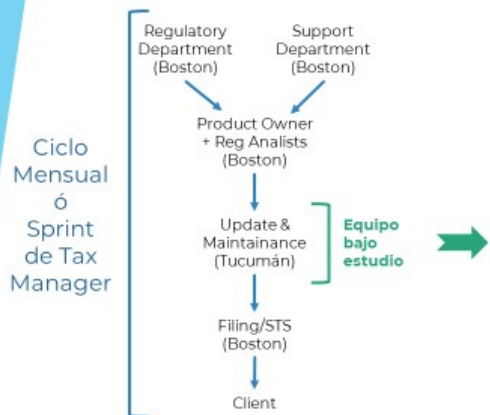 Ciclo
Mensual
ó
Sprint
de Tax
Manager
Regulatory
Department
(Boston)
Support
Department
(Boston)
Product Owner
+ Reg Analists
(Boston)
Update &
Maintainance
(Tucumán)
Equipo
bajo
estudio
Filing/STS
(Boston)
Client